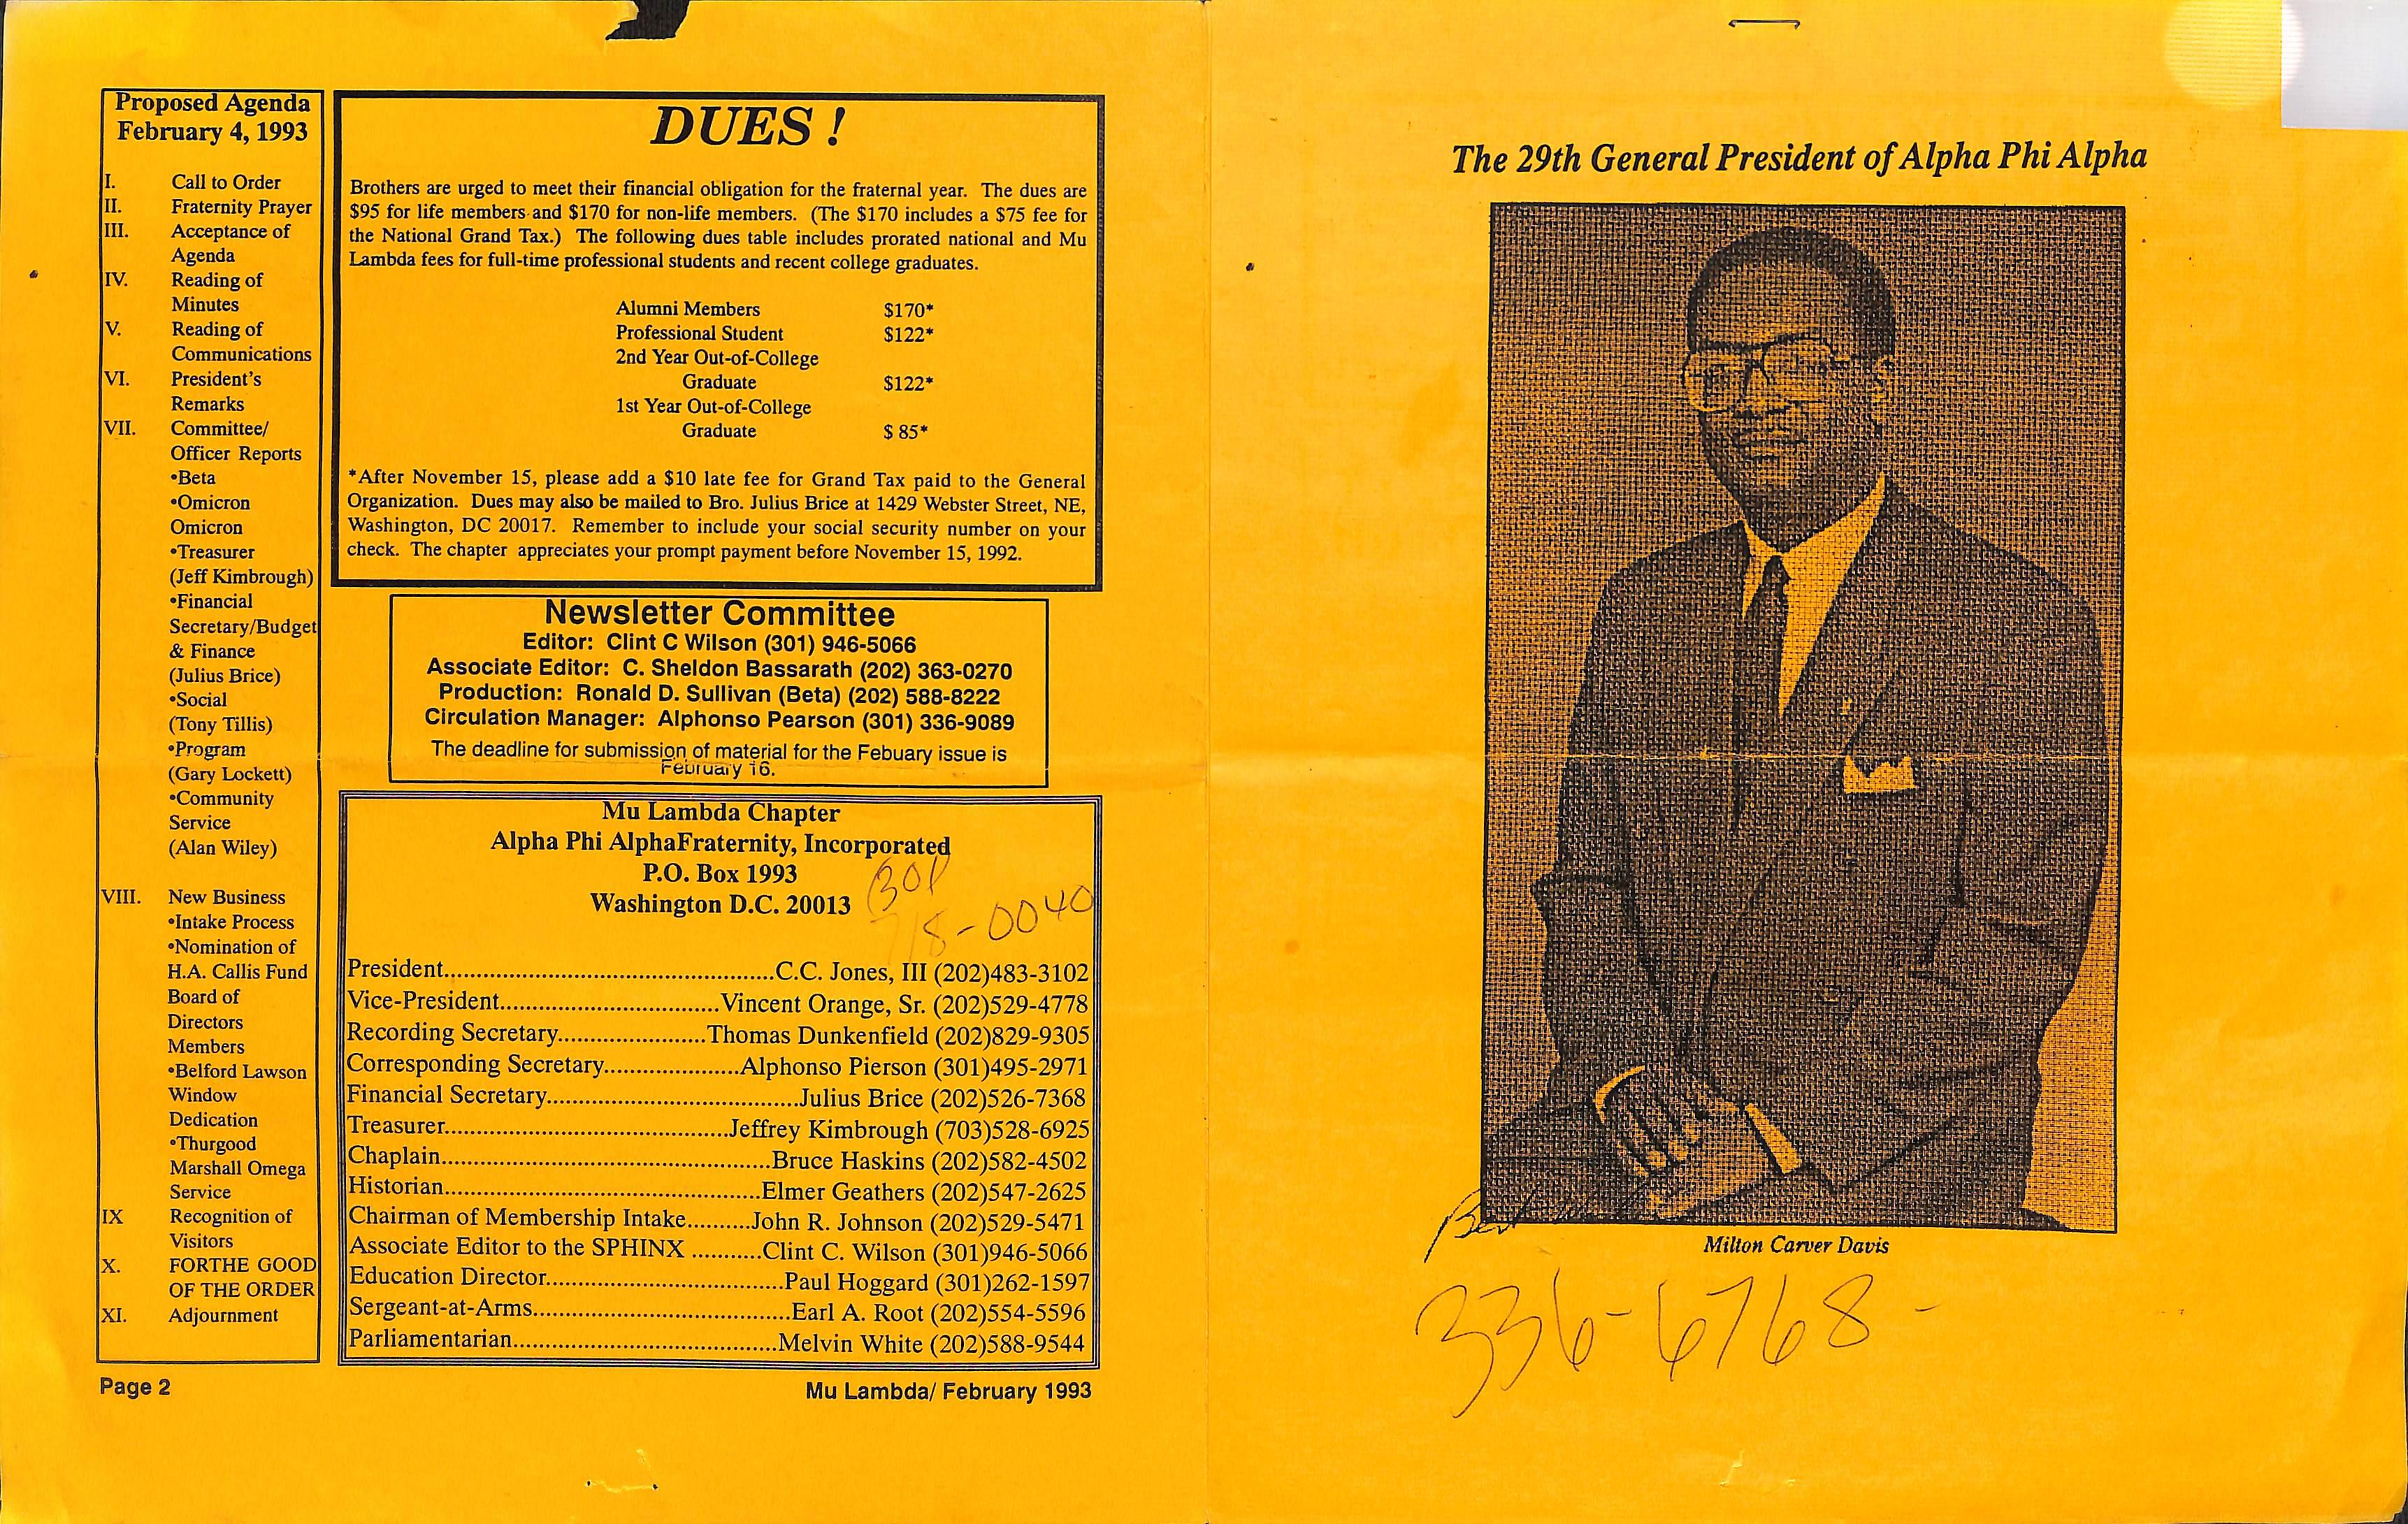 Proposed Agenda
February 4, 1993
I. Call to Order
II. Fraternity Prayer
III. Acceptance of
Agenda
IV. Reading of
Minutes
V. Reading of
Communications
VI. President's
Remarks
VII. Committee/
Officer Reports
•Beta
•Omicron
Omicron
•Treasurer
(Jeff Kimbrough)
•Financial
Secretary/Budget
& Finance
(Julius Brice)
•Social
(Tony Tillis)
•Program
(Gary Lockett)
•Community
Service
(Alan Wiley)
VIII. New Business
•Intake Process
•Nomination of
H.A. Callis Fund
Board of
Directors
Members
•Belford Lawson
Window
Dedication
•Thurgood
Marshall Omega
Service
IX Recognition of
Visitors
X. FORTHE GOOD
OF THE ORDER
XI. Adjournment
DUES !
Brothers are urged to meet their financial obligation for the fraternal year. The dues are
$95 for life members and $170 for non-life members. (The $170 includes a $75 fee for
the National Grand Tax.) The following dues table includes prorated national and Mu
Lambda fees for full-time professional students and recent college graduates.
Alumni Members $170*
Professional Student $122*
2nd Year Out-of-College
Graduate $122*
1st Year Out-of-College
Graduate $ 85*
*After November 15, please add a $10 late fee for Grand Tax paid to the General
Organization. Dues may also be mailed to Bro. Julius Brice at 1429 Webster Street, NE,
Washington, DC 20017. Remember to include your social security number on your
check. The chapter appreciates your prompt payment before November 15, 1992.
Newsletter Committee
Editor: Clint C Wilson (301) 946-5066
Associate Editor: C. Sheldon Bassarath (202) 363-0270
Production: Ronald D. Sullivan (Beta) (202) 588-8222
Circulation Manager: Alphonso Pearson (301) 336-9089
The deadline for submission of material for the Febuary issue is
February 16.
Mu Lambda Chapter
Alpha Phi AlphaFraternity, Incorporated
P.O. Box 1993
Washington D.C. 20013
(301
718-0040
President.....C.C. Jones, III (202)483-3102
Vice-President.....Vincent Orange, Sr. (202)529-4778
Recording Secretary.....Thomas Dunkenfield (202)829-9305
Corresponding Secretary.....Alphonso Pierson (301)495-2971
Financial Secretary.....Julius Brice (202)526-7368
Treasurer.....Jeffrey Kimbrough (703)528-6925
Chaplain.....Bruce Haskins (202)582-4502
Historian.....Elmer Geathers (202)547-2625
Chairman of Membership Intake.....John R. Johnson (202)529-5471
Associate Editor to the SPHINX .....Clint C. Wilson (301)946-5066
Education Director.....Paul Hoggard (301)262-1597
Sergeant-at-Arms.....Earl A. Root (202)554-5596
Parliamentarian.....Melvin White (202)588-9544
Page 2
Mu Lambda/ February 1993
The 29th General President of Alpha Phi Alpha
Milton Carver Davis
336-6768-